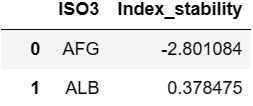 ISO3 Index_stability
0 AFG -2.801084
1 ALB 0.378475